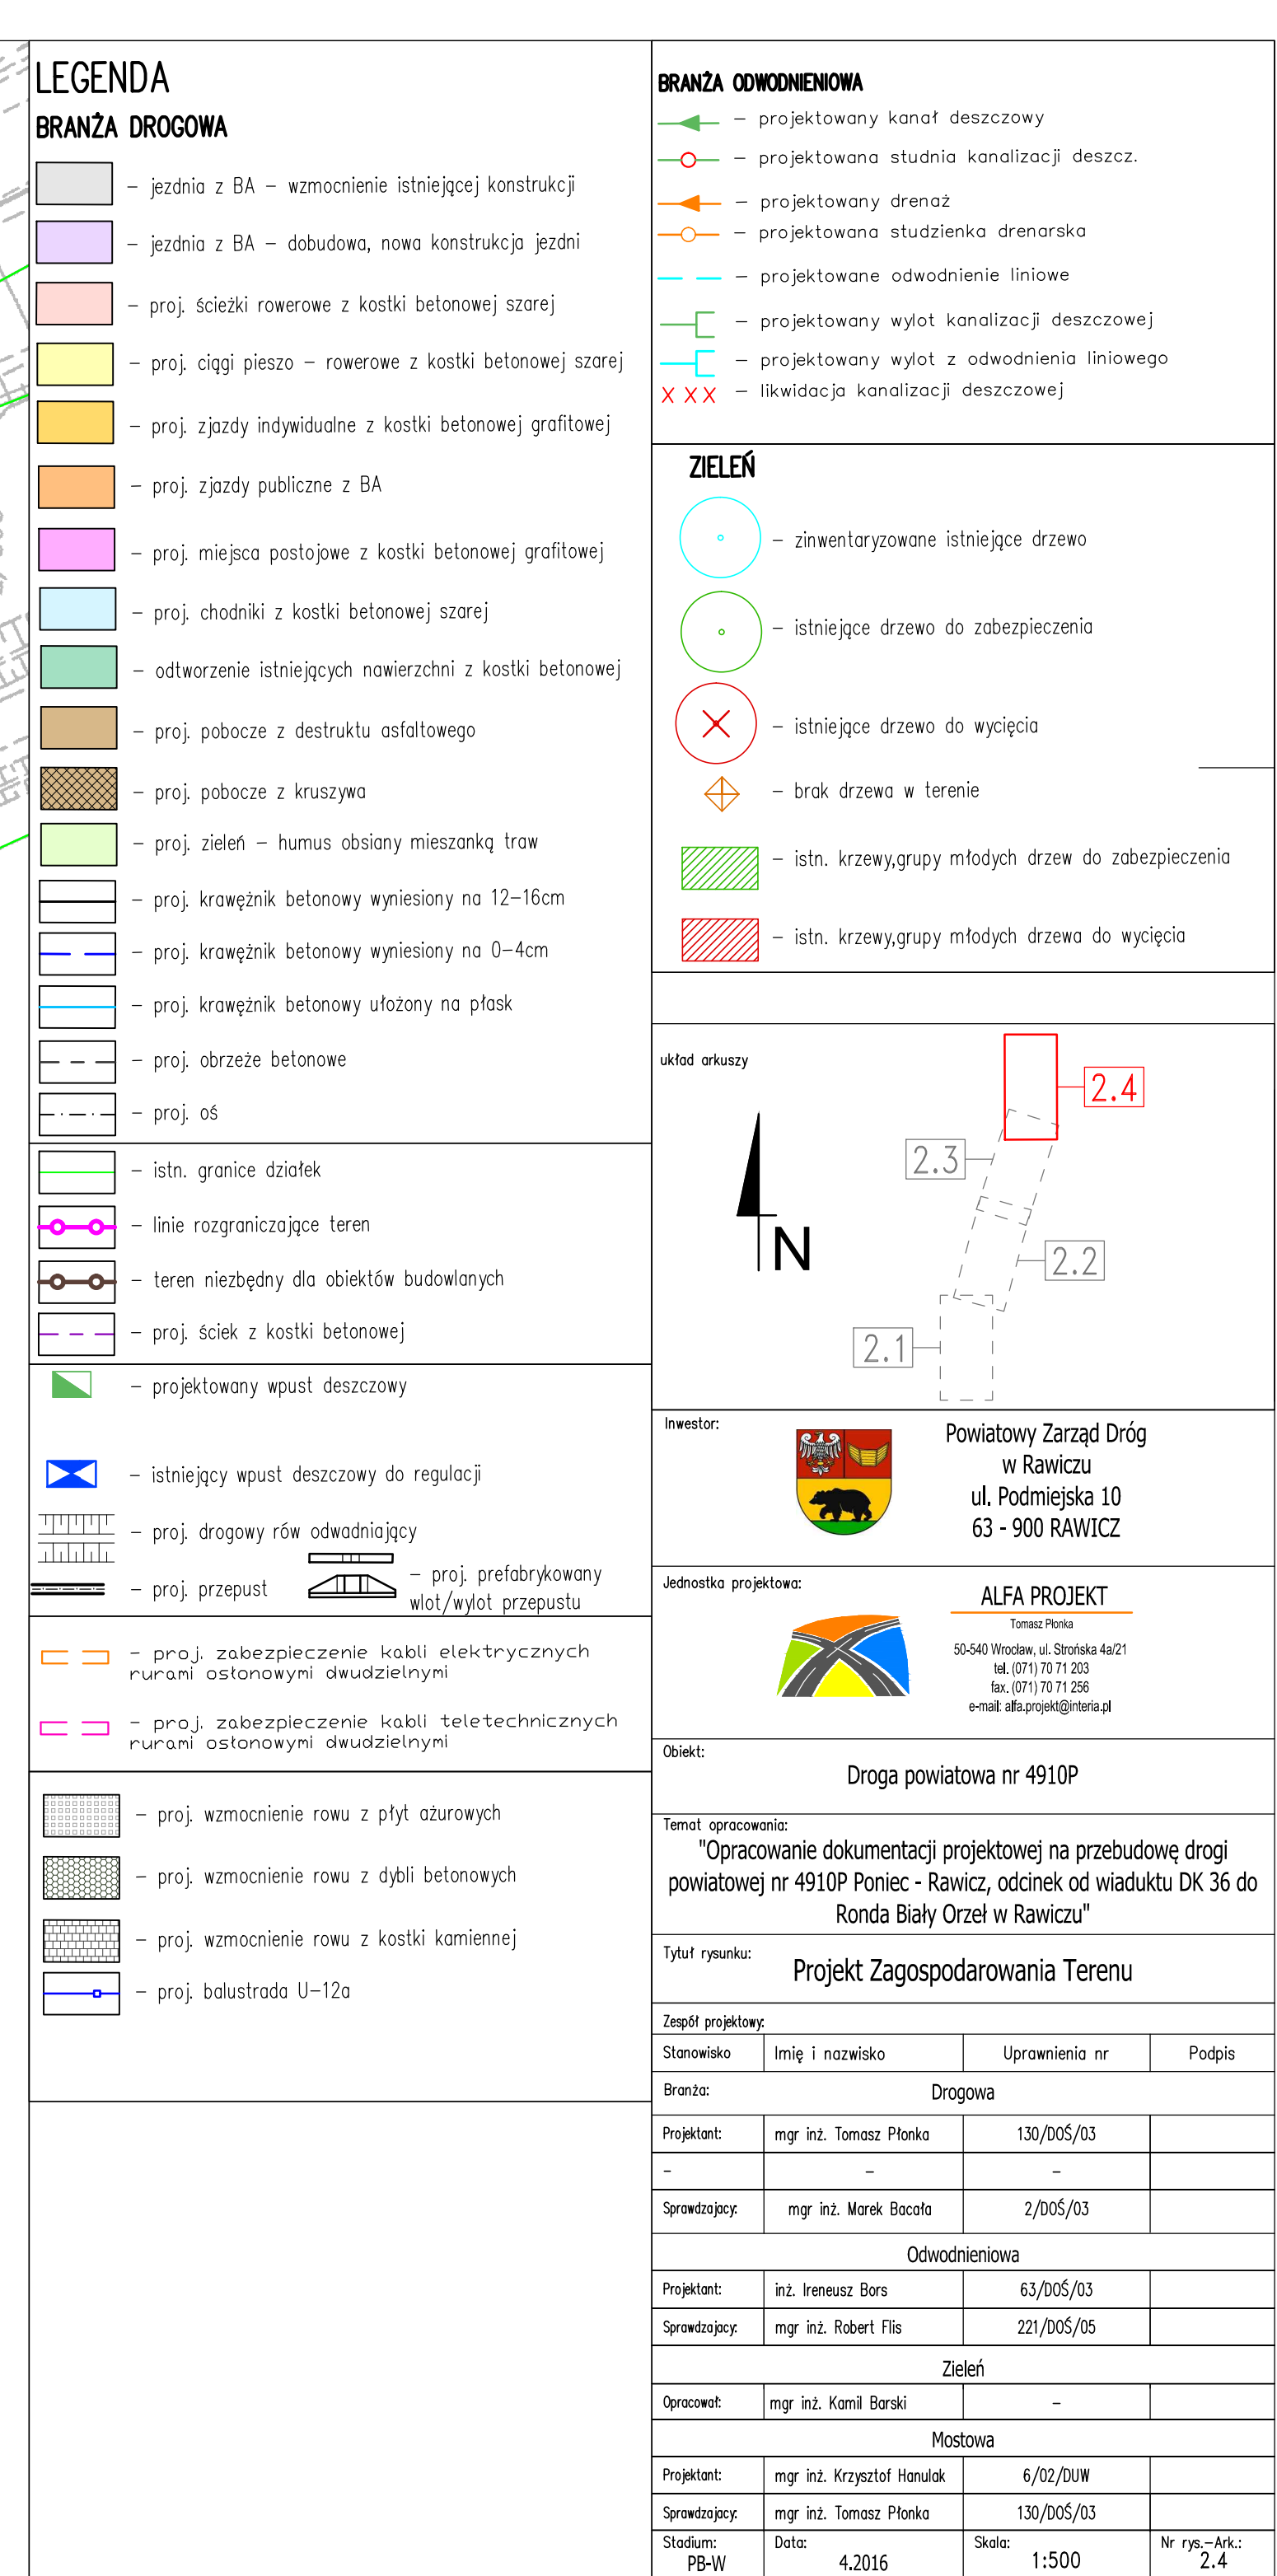 LEGENDA
BRANŻA DROGOWA
- jezdnia z BA - wzmocnienie istniejącej konstrukcji
- jezdnia z BA - dobudowa, nowa konstrukcja jezdni
- proj. ścieżki rowerowe z kostki betonowej szarej
- proj. ciągi pieszo - rowerowe z kostki betonowej szarej
- proj. zjazdy indywidualne z kostki betonowej grafitowej
- proj. zjazdy publiczne z BA
- proj. miejsca postojowe z kostki betonowej grafitowej
- proj. chodniki z kostki betonowej szarej
- odtworzenie istniejących nawierzchni z kostki betonowej
- proj. pobocze z destruktu asfaltowego
- proj. pobocze z kruszywa
- proj. zieleń - humus obsiany mieszanką traw
- proj. krawężnik betonowy wyniesiony na 12-16cm
- proj. krawężnik betonowy wyniesiony na 0-4cm
- proj. krawężnik betonowy ułożony na płask
- proj. obrzeże betonowe
- proj. oś
- istn. granice działek
- linie rozgraniczające teren
- teren niezbędny dla obiektów budowlanych
- proj. ściek z kostki betonowej
- projektowany wpust deszczowy
- istniejący wpust deszczowy do regulacji
- proj. drogowy rów odwadniający
- proj. przepust
- proj. prefabrykowany
wlot/wylot przepustu
- proj. zabezpieczenie kabli elektrycznych
rurami osłonowymi dwudzielnymi
- proj. zabezpieczenie kabli teletechnicznych
rurami osłonowymi dwudzielnymi
- proj. wzmocnienie rowu z płyt ażurowych
- proj. wzmocnienie rowu z dybli betonowych
- proj. wzmocnienie rowu z kostki kamiennej
- proj. balustrada U-12a
BRANŻA ODWODNIENIOWA
- projektowany kanał deszczowy
- projektowana studnia kanalizacji deszcz.
- projektowany drenaż
- projektowana studzienka drenarska
- projektowane odwodnienie liniowe
- projektowany wylot kanalizacji deszczowej
- projektowany wylot z odwodnienia liniowego
X X X - likwidacja kanalizacji deszczowej
ZIELEŃ
- zinwentaryzowane istniejące drzewo
- istniejące drzewo do zabezpieczenia
- istniejące drzewo do wycięcia
- brak drzewa w terenie
- istn. krzewy,grupy młodych drzew do zabezpieczenia
- istn. krzewy,grupy młodych drzewa do wycięcia
układ arkuszy
2.4
2.3
N
2.2
2.1
Inwestor:
Powiatowy Zarząd Dróg
w Rawiczu
ul. Podmiejska 10
63 - 900 RAWICZ
Jednostka projektowa:
ALFA PROJEKT
Tomasz Płonka
50-540 Wrocław, ul. Strońska 4a/21
tel. (071) 70 71 203
fax. (071) 70 71 256
e-mail: alfa.projekt@interia.pl
Obiekt:
Droga powiatowa nr 4910P
Temat opracowania:
"Opracowanie dokumentacji projektowej na przebudowę drogi
powiatowej nr 4910P Poniec - Rawicz, odcinek od wiaduktu DK 36 do
Ronda Biały Orzeł w Rawiczu"
Tytuł rysunku:
Projekt Zagospodarowania Terenu
Zespół projektowy:
Stanowisko Imię i nazwisko Uprawnienia nr Podpis
Branża: Drogowa
Projektant: mgr inż. Tomasz Płonka 130/DOŚ/03
- - -
Sprawdzajacy: mgr inż. Marek Bacała 2/DOŚ/03
Odwodnieniowa
Projektant: inż. Ireneusz Bors 63/DOŚ/03
Sprawdzajacy: mgr inż. Robert Flis 221/DOŚ/05
Zieleń
Opracował: mgr inż. Kamil Barski -
Mostowa
Projektant: mgr inż. Krzysztof Hanulak 6/02/DUW
Sprawdzajacy: mgr inż. Tomasz Płonka 130/DOŚ/03
Stadium: Data: Skala: Nr rys.-Ark.:
PB-W 4.2016 1:500 2.4